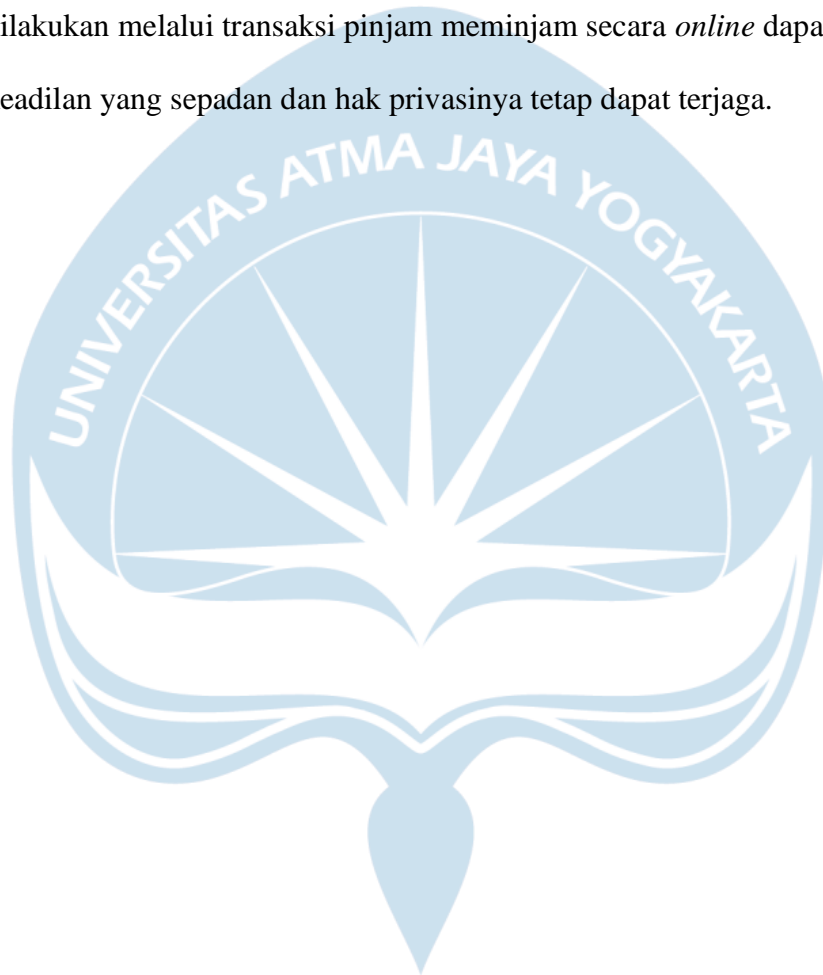 ilakukan melalui transaksi pinjam meminjam secara online dapa
eadilan yang sepadan dan hak privasinya tetap dapat terjaga.
UNIVERSITAS ATMA JAYA YOGYAKARTA